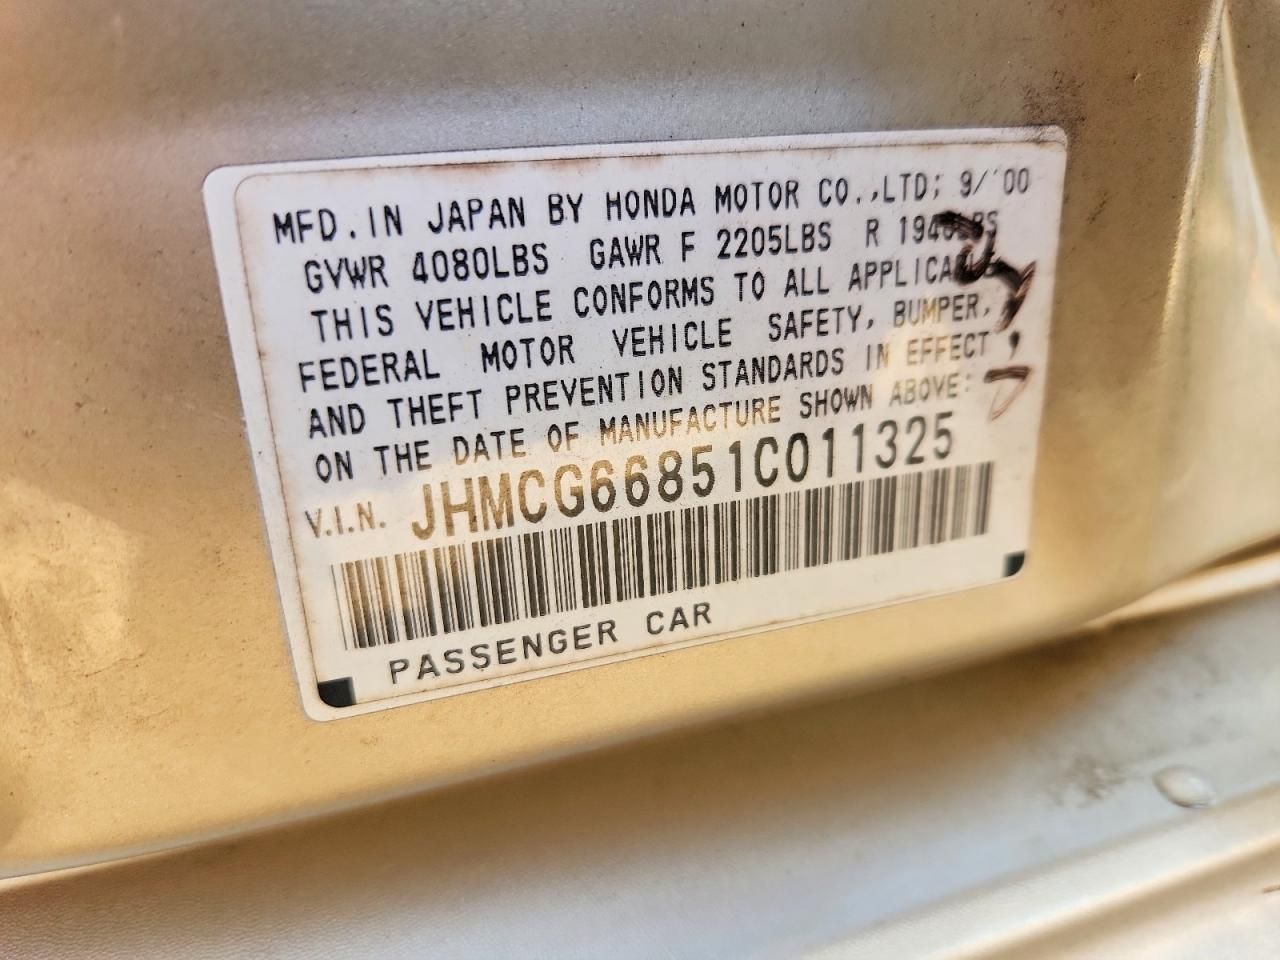 MFD. IN JAPAN BY HONDA MOTOR CO.,LTD; 9/'00
GVWR 4080LBS GAWR F 2205LBS R 1940LBS
THIS VEHICLE CONFORMS TO ALL APPLICABLE
FEDERAL MOTOR VEHICLE SAFETY, BUMPER,
AND THEFT PREVENTION STANDARDS IN EFFECT
ON THE DATE OF MANUFACTURE SHOWN ABOVE:
V.I.N. JHMCG66851C011325
PASSENGER CAR